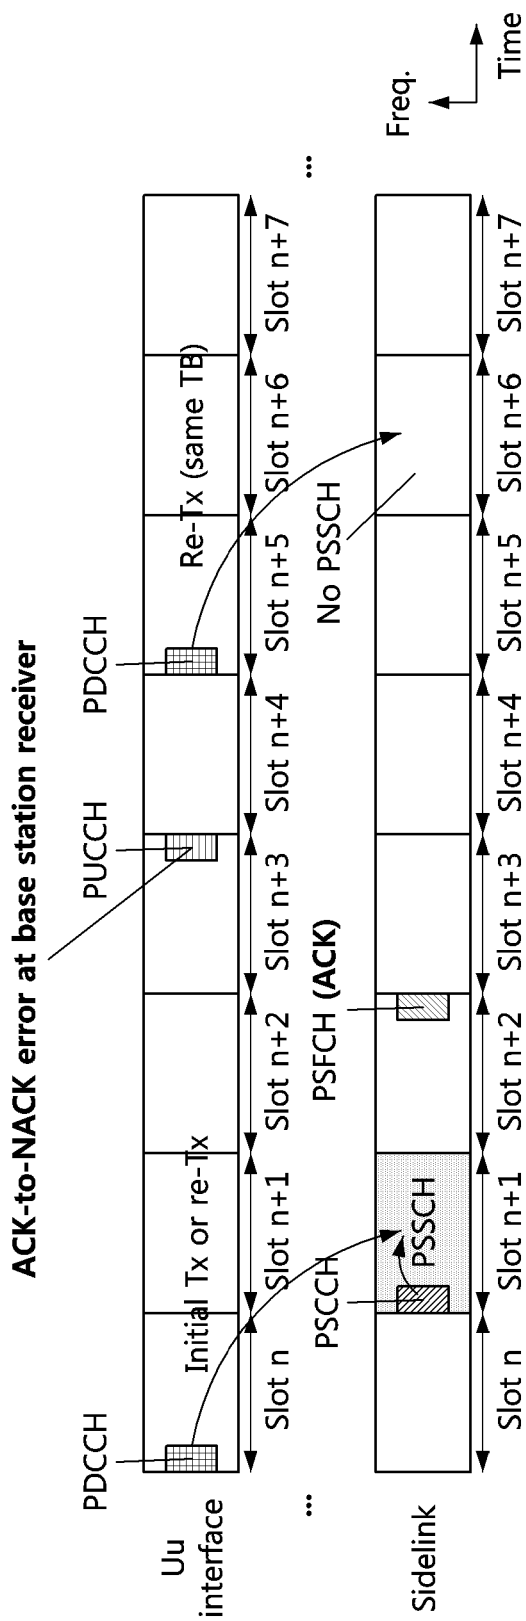 ACK-to-NACK error at base station receiver
PDCCH
PUCCH
PDCCH
Uu
interface
Initial Tx or re-Tx
Re-Tx (same TB)
Slot n
Slot n+1
Slot n+2
Slot n+3
Slot n+4
Slot n+5
Slot n+6
Slot n+7
...
...
PSCCH
PSFCH (ACK)
No PSSCH
Sidelink
PSSCH
Slot n
Slot n+1
Slot n+2
Slot n+3
Slot n+4
Slot n+5
Slot n+6
Slot n+7
Freq.
Time